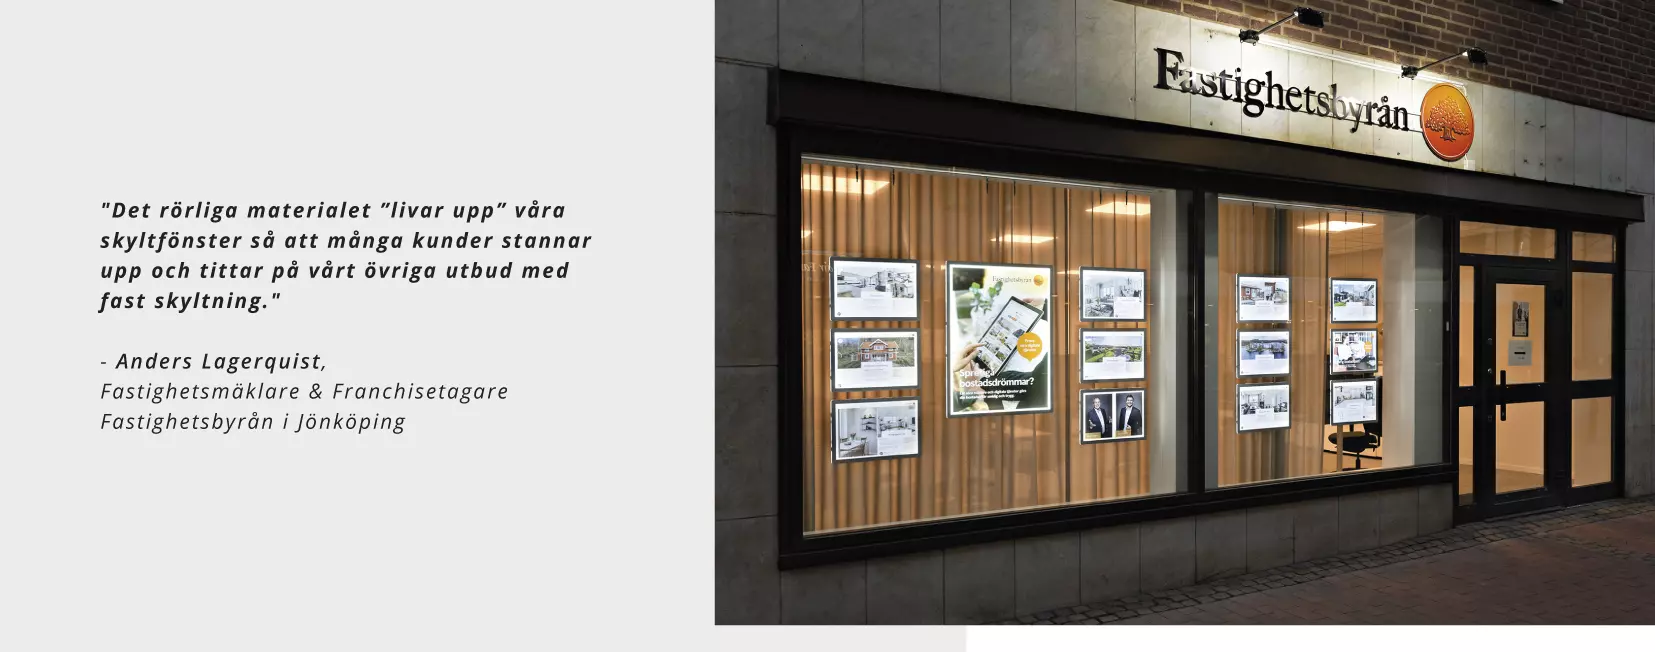 "Det rörliga materialet ”livar upp” våra
skyltfönster så att många kunder stannar
upp och tittar på vårt övriga utbud med
fast skyltning."
- Anders Lagerquist,
Fastighetsmäklare & Franchisetagare
Fastighetsbyrån i Jönköping
Fastighetsbyrån
Fastighetsbyrån
bostadsdrömmar?